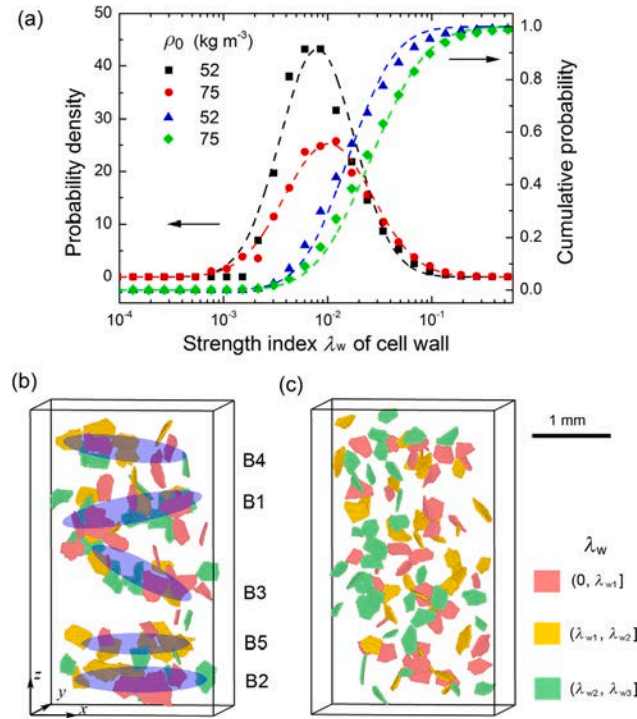 (a)
ρ₀ (kg m⁻³)
52
75
52
75
Probability density
50
40
30
20
10
0
Cumulative probability
1.0
0.8
0.6
0.4
0.2
0.0
10⁻⁴ 10⁻³ 10⁻² 10⁻¹
Strength index λw of cell wall
(b)
B4
B1
B3
B5
B2
z
y
x
(c)
1 mm
λw
(0, λw1]
(λw1, λw2]
(λw2, λw3]